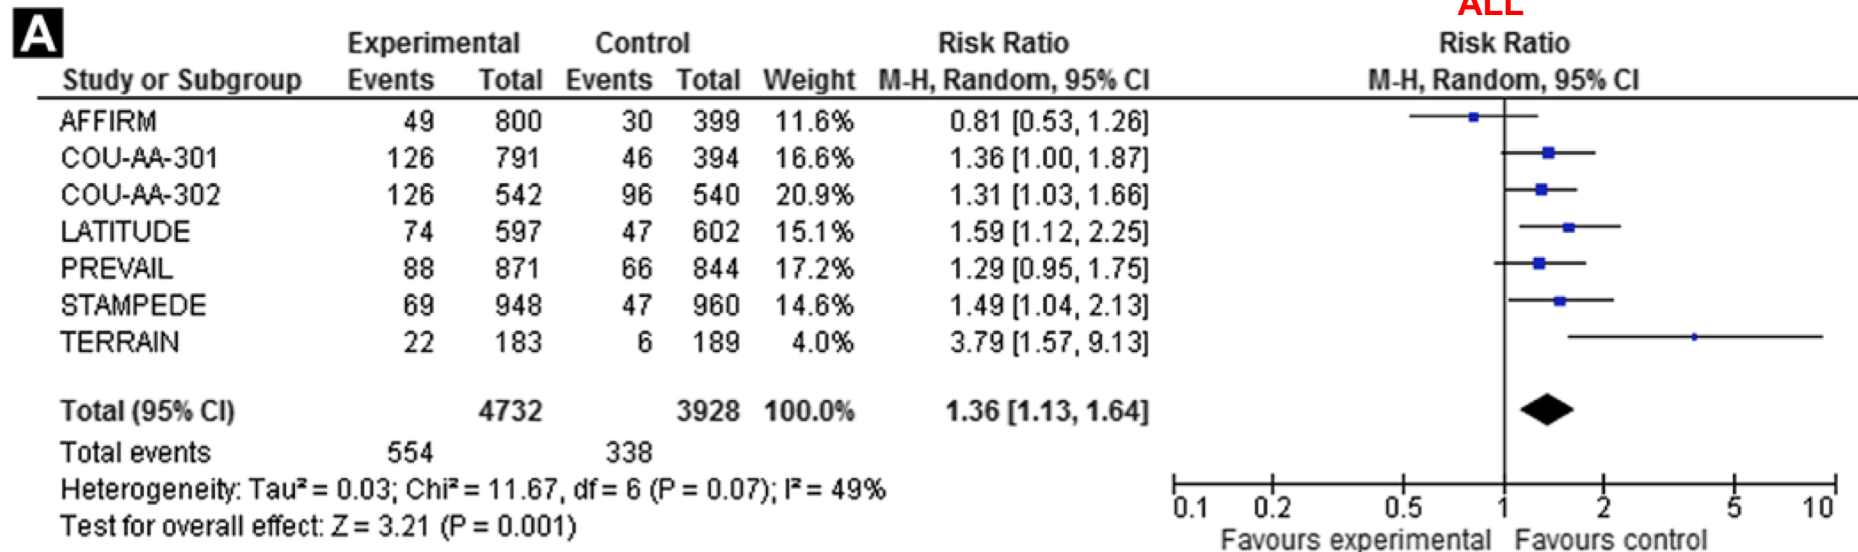 ALL
A
Experimental Control Risk Ratio Risk Ratio
Study or Subgroup Events Total Events Total Weight M-H, Random, 95% CI M-H, Random, 95% CI
AFFIRM 49 800 30 399 11.6% 0.81 [0.53, 1.26]
COU-AA-301 126 791 46 394 16.6% 1.36 [1.00, 1.87]
COU-AA-302 126 542 96 540 20.9% 1.31 [1.03, 1.66]
LATITUDE 74 597 47 602 15.1% 1.59 [1.12, 2.25]
PREVAIL 88 871 66 844 17.2% 1.29 [0.95, 1.75]
STAMPEDE 69 948 47 960 14.6% 1.49 [1.04, 2.13]
TERRAIN 22 183 6 189 4.0% 3.79 [1.57, 9.13]
Total (95% CI) 4732 3928 100.0% 1.36 [1.13, 1.64]
Total events 554 338
Heterogeneity: Tau² = 0.03; Chi² = 11.67, df = 6 (P = 0.07); I² = 49%
Test for overall effect: Z = 3.21 (P = 0.001)
0.1 0.2 0.5 1 2 5 10
Favours experimental Favours control